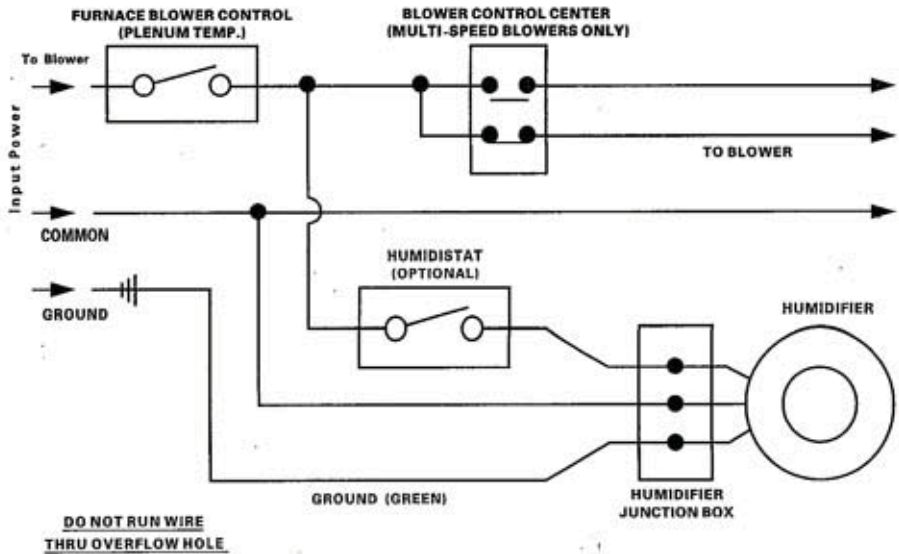 FURNACE BLOWER CONTROL
(PLENUM TEMP.)
BLOWER CONTROL CENTER
(MULTI-SPEED BLOWERS ONLY)
To Blower
Input Power
TO BLOWER
COMMON
HUMIDISTAT
(OPTIONAL)
GROUND
HUMIDIFIER
GROUND (GREEN)
HUMIDIFIER
JUNCTION BOX
DO NOT RUN WIRE
THRU OVERFLOW HOLE